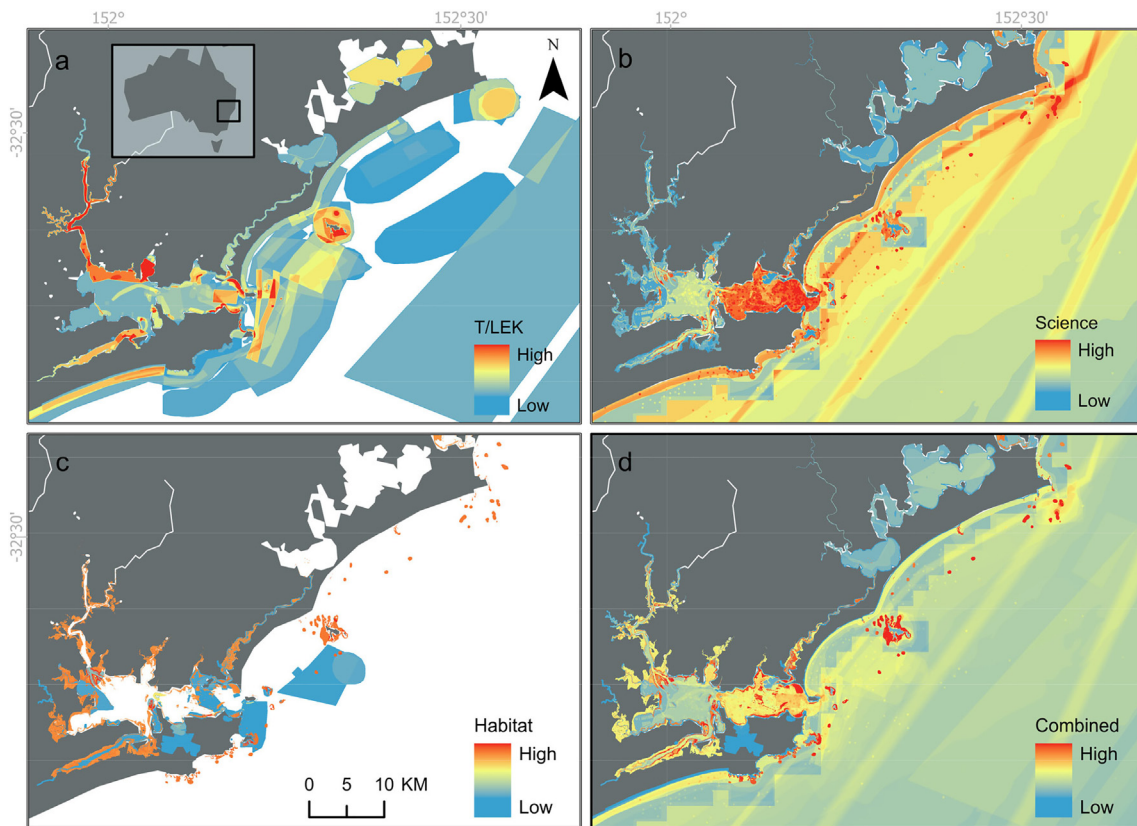 152° 152°30' 152° 152°30'
a
N
-32°30'
T/LEK
High
Low
b
Science
High
Low
c
-32°30'
Habitat
High
Low
0 5 10 KM
d
Combined
High
Low